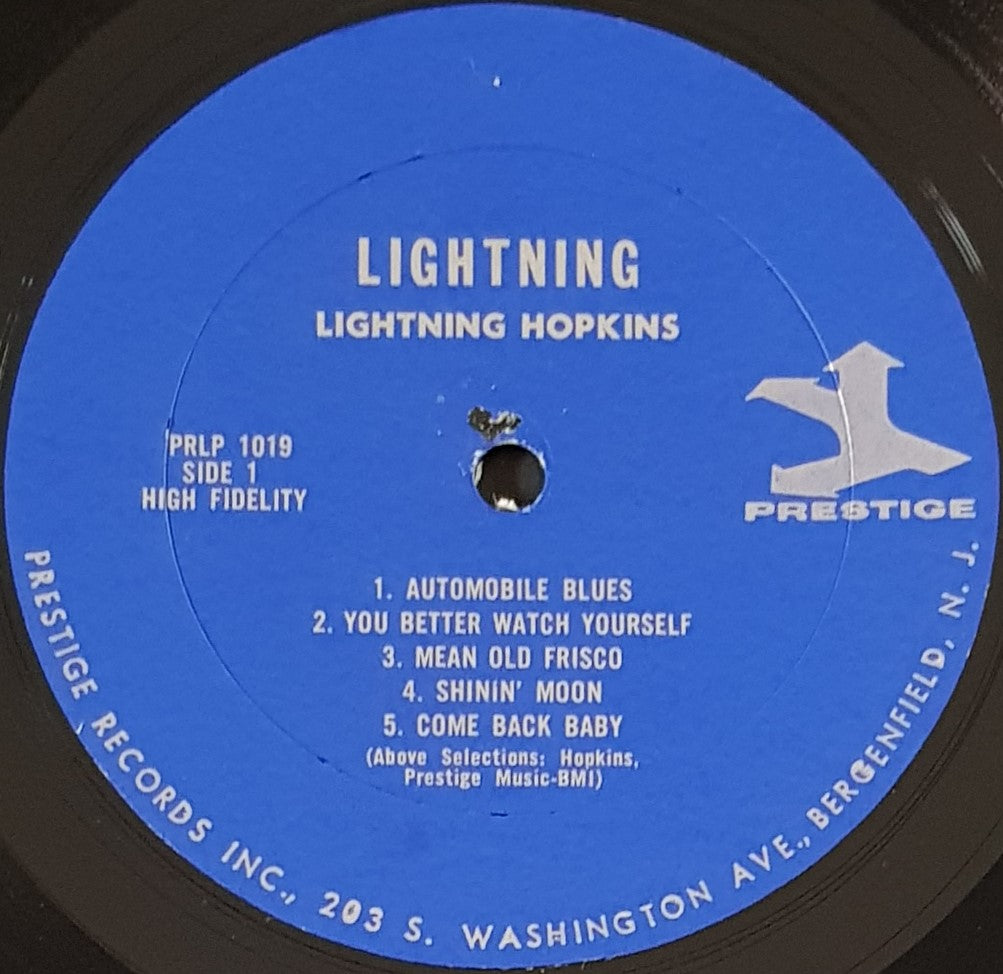 LIGHTNING
LIGHTNING HOPKINS
PRLP 1019
SIDE 1
HIGH FIDELITY
PRESTIGE
1. AUTOMOBILE BLUES
2. YOU BETTER WATCH YOURSELF
3. MEAN OLD FRISCO
4. SHININ' MOON
5. COME BACK BABY
(Above Selections: Hopkins,
Prestige Music-BMI)
PRESTIGE RECORDS INC., 203 S. WASHINGTON AVE., BERGENFIELD, N. J.